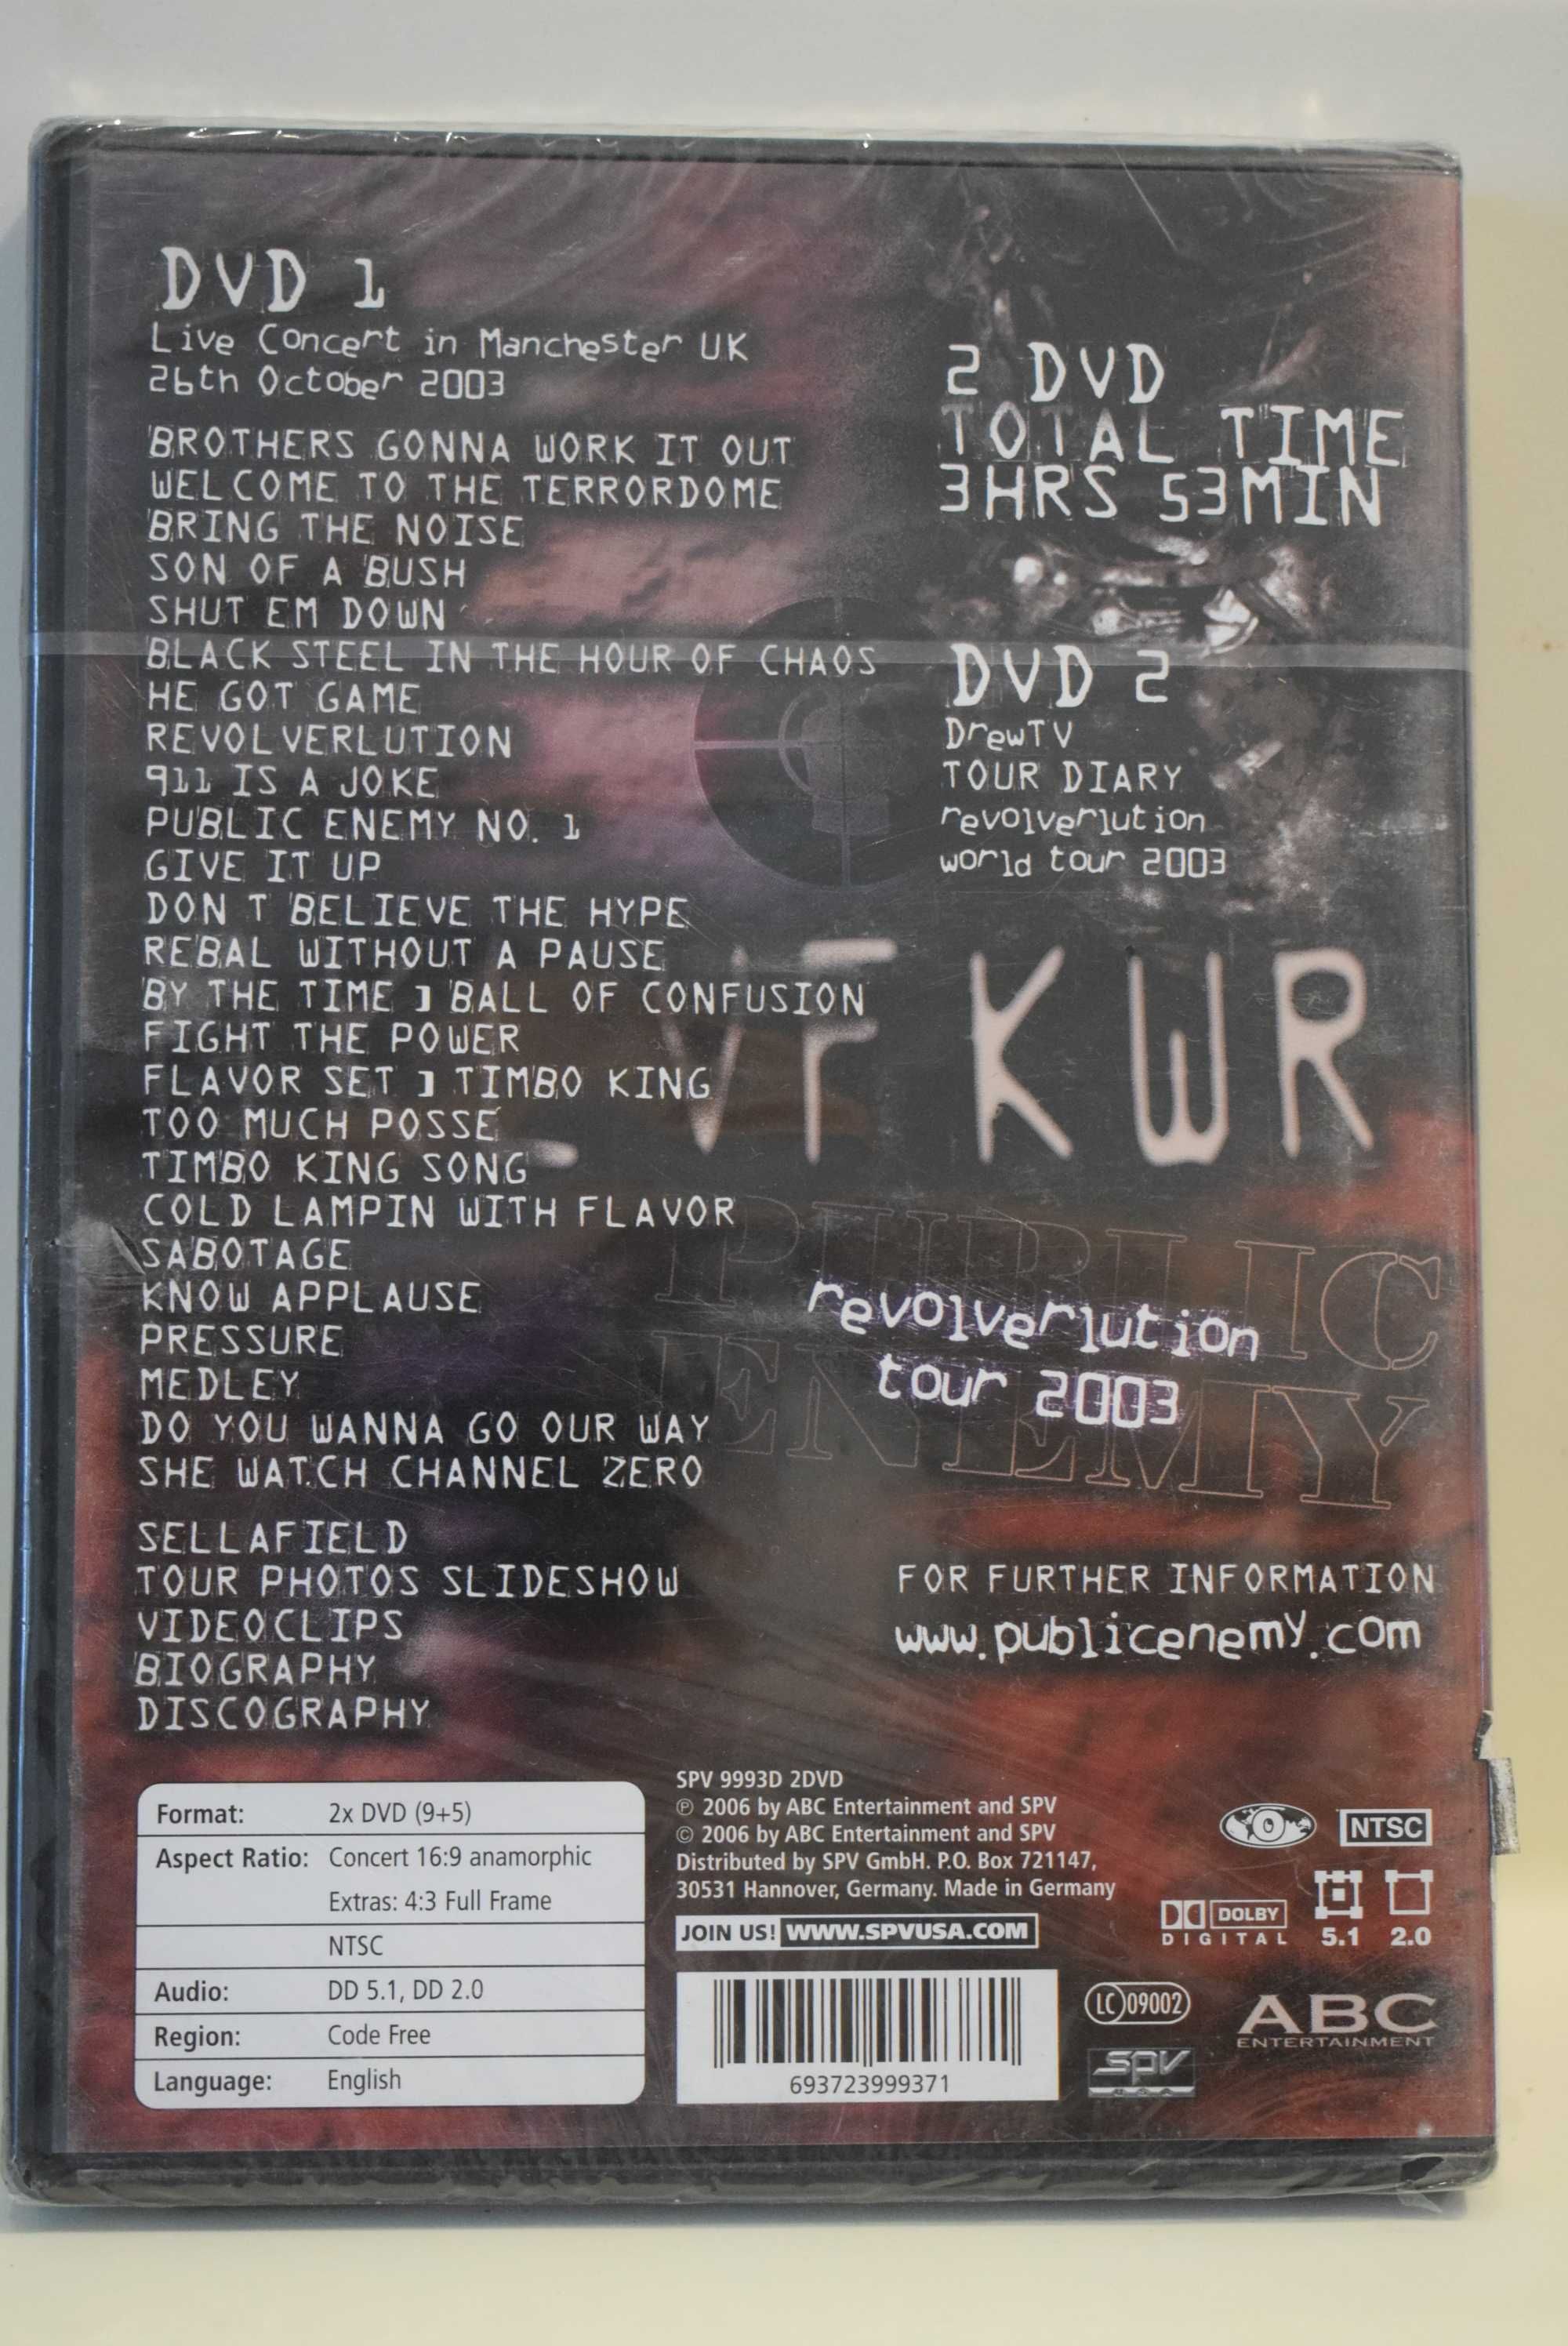 DVD 1
Live Concert in Manchester UK
26th October 2003
BROTHERS GONNA WORK IT OUT
WELCOME TO THE TERRORDOME
BRING THE NOISE
SON OF A BUSH
SHUT EM DOWN
BLACK STEEL IN THE HOUR OF CHAOS
HE GOT GAME
REVOLVERLUTION
911 IS A JOKE
PUBLIC ENEMY NO. 1
GIVE IT UP
DON T BELIEVE THE HYPE
REBAL WITHOUT A PAUSE
BY THE TIME ] BALL OF CONFUSION
FIGHT THE POWER
FLAVOR SET ] TIMBO KING
TOO MUCH POSSE
TIMBO KING SONG
COLD LAMPIN WITH FLAVOR
SABOTAGE
KNOW APPLAUSE
PRESSURE
MEDLEY
DO YOU WANNA GO OUR WAY
SHE WATCH CHANNEL ZERO
SELLAFIELD
TOUR PHOTOS SLIDESHOW
VIDEOCLIPS
BIOGRAPHY
DISCOGRAPHY
2 DVD
TOTAL TIME
3HRS 53MIN
DVD 2
DrewTV
TOUR DIARY
revolverlution
world tour 2003
VF KWR
PUBLIC
ENEMY
revolverlution
tour 2003
FOR FURTHER INFORMATION
www.publicenemy.com
Format: 2x DVD (9+5)
Aspect Ratio: Concert 16:9 anamorphic
Extras: 4:3 Full Frame
NTSC
Audio: DD 5.1, DD 2.0
Region: Code Free
Language: English
SPV 9993D 2DVD
℗ 2006 by ABC Entertainment and SPV
© 2006 by ABC Entertainment and SPV
Distributed by SPV GmbH. P.O. Box 721147,
30531 Hannover, Germany. Made in Germany
JOIN US! WWW.SPVUSA.COM
693723999371
0 NTSC
DOLBY
DIGITAL 5.1 2.0
LC 09002
SPV
USA
ABC
ENTERTAINMENT